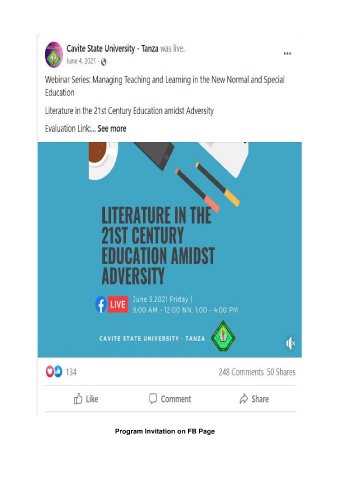 Cavite State University - Tanza was live.
June 4, 2021 ·
Webinar Series: Managing Teaching and Learning in the New Normal and Special
Education
Literature in the 21st Century Education amidst Adversity
Evaluation Link:... See more
LITERATURE IN THE
21ST CENTURY
EDUCATION AMIDST
ADVERSITY
LIVE
June 3,2021 Friday |
9:00 AM - 12:00 NN, 1:00 - 4:00 PM
CAVITE STATE UNIVERSITY - TANZA
134
248 Comments 50 Shares
Like
Comment
Share
Program Invitation on FB Page